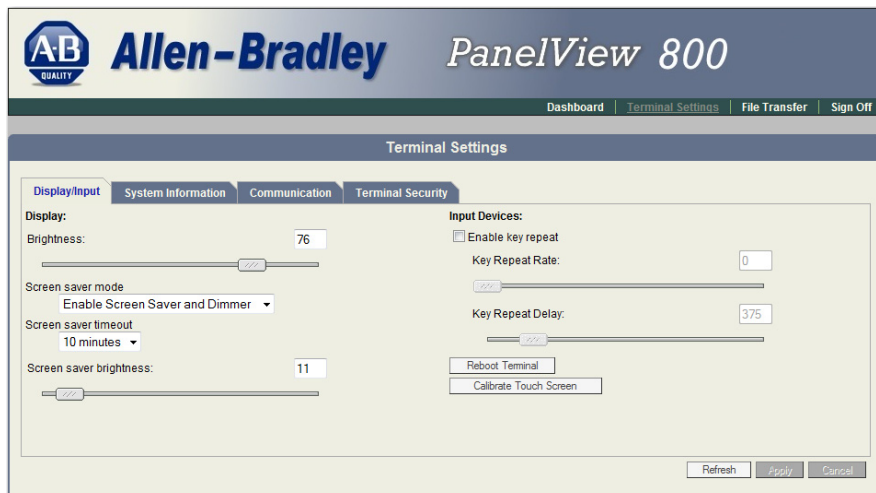 A-B
QUALITY
Allen-Bradley
PanelView 800
Dashboard | Terminal Settings | File Transfer | Sign Off
Terminal Settings
Display/Input System Information Communication Terminal Security
Display:
Brightness: 76
Screen saver mode
Enable Screen Saver and Dimmer
Screen saver timeout
10 minutes
Screen saver brightness: 11
Input Devices:
Enable key repeat
Key Repeat Rate: 0
Key Repeat Delay: 375
Reboot Terminal
Calibrate Touch Screen
Refresh Apply Cancel